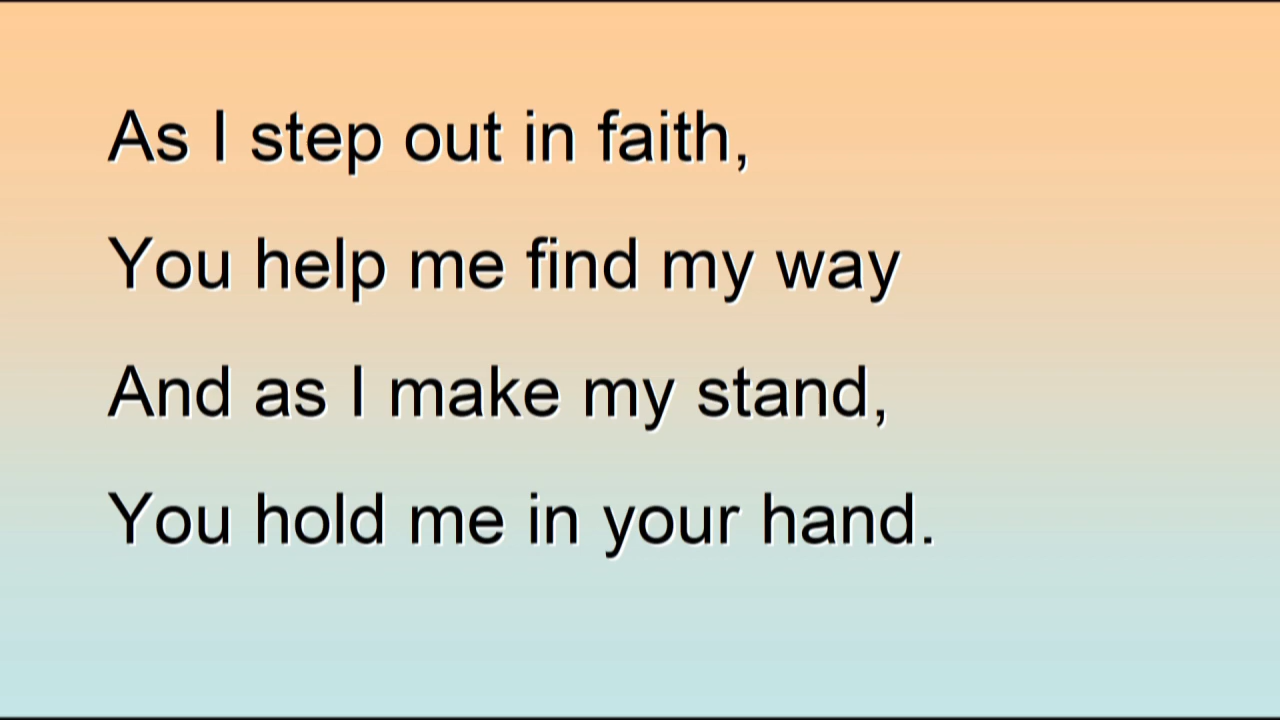 As I step out in faith,
You help me find my way
And as I make my stand,
You hold me in your hand.